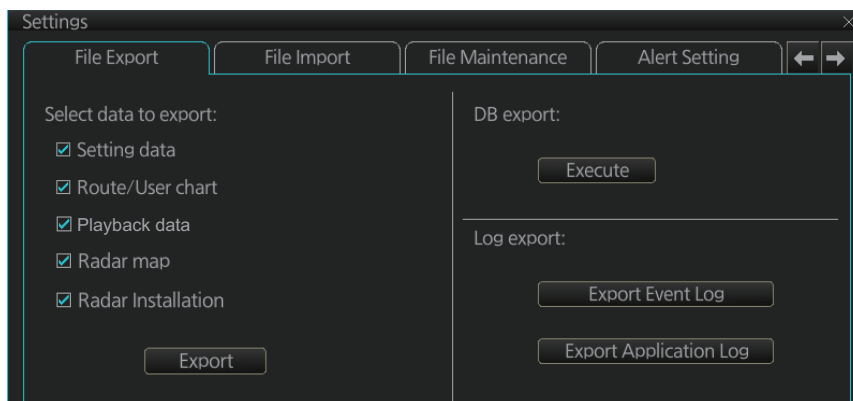 Settings
File Export
File Import
File Maintenance
Alert Setting
Select data to export:
Setting data
Route/User chart
Playback data
Radar map
Radar Installation
Export
DB export:
Execute
Log export:
Export Event Log
Export Application Log